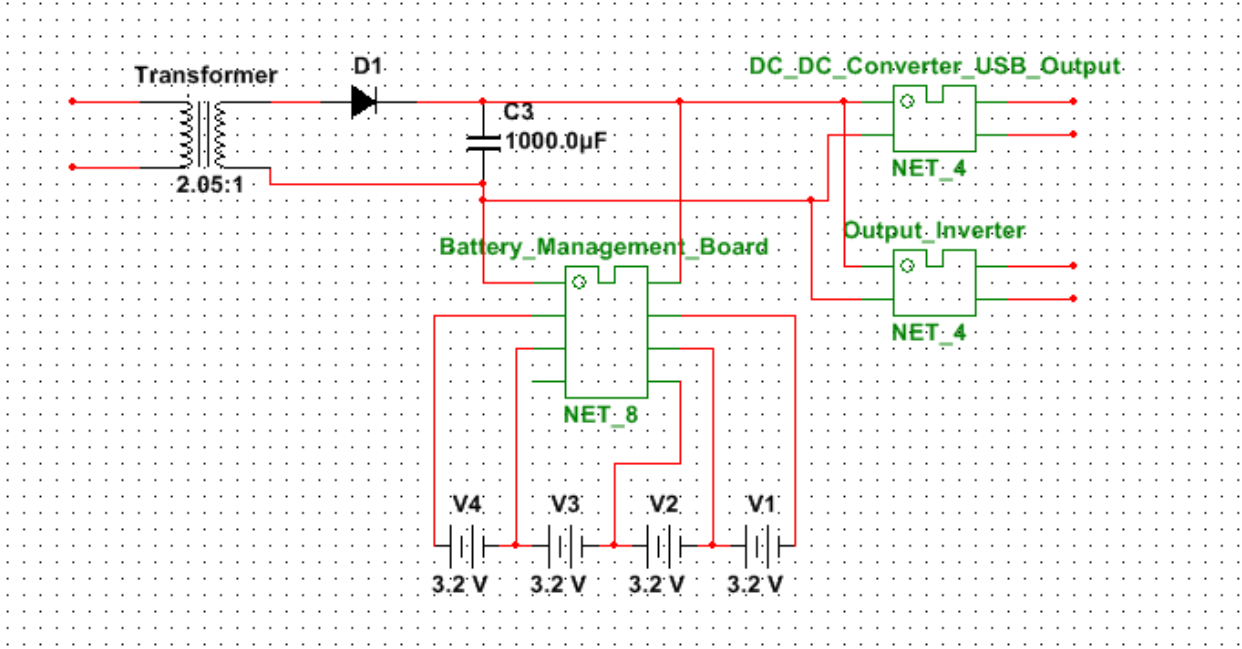 Transformer
D1
DC_DC_Converter_USB_Output
C3
1000.0µF
2.05:1
NET_4
Battery_Management_Board
Output_Inverter
NET_4
NET_8
V4
V3
V2
V1
3.2 V
3.2 V
3.2 V
3.2 V